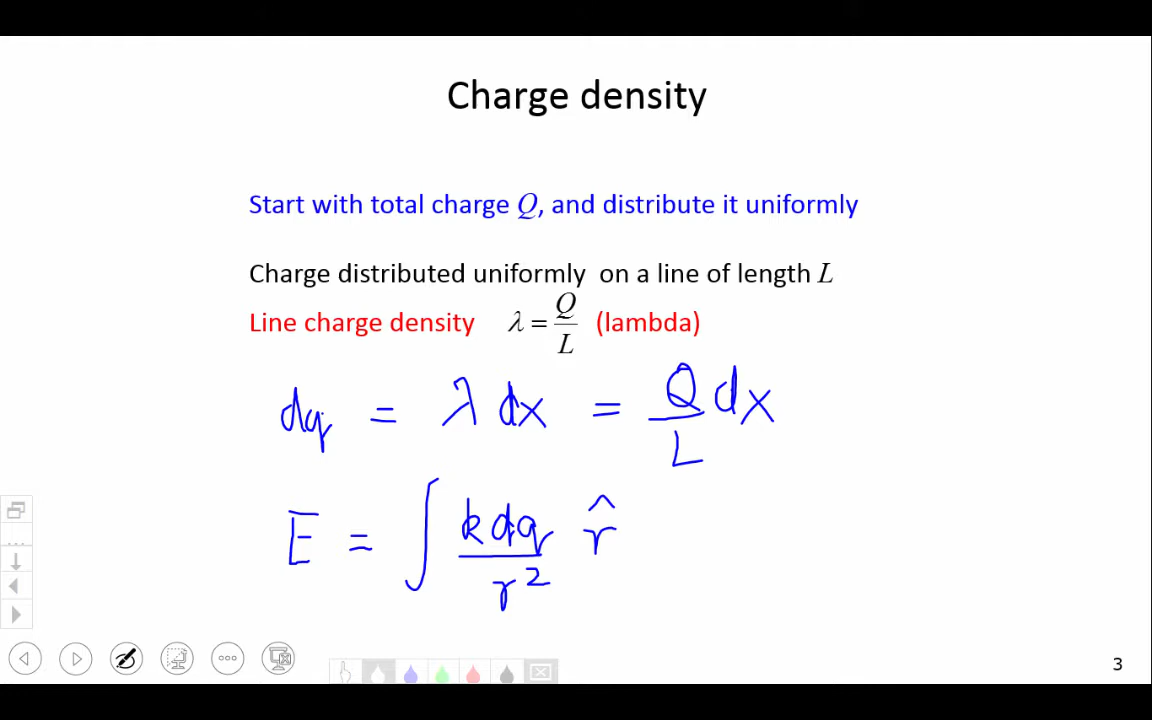 Charge density
Start with total charge Q, and distribute it uniformly
Charge distributed uniformly on a line of length L
Line charge density λ = Q/L (lambda)
dq = λ dx = Q/L dx
E = ∫ k dq / r² r̂
3